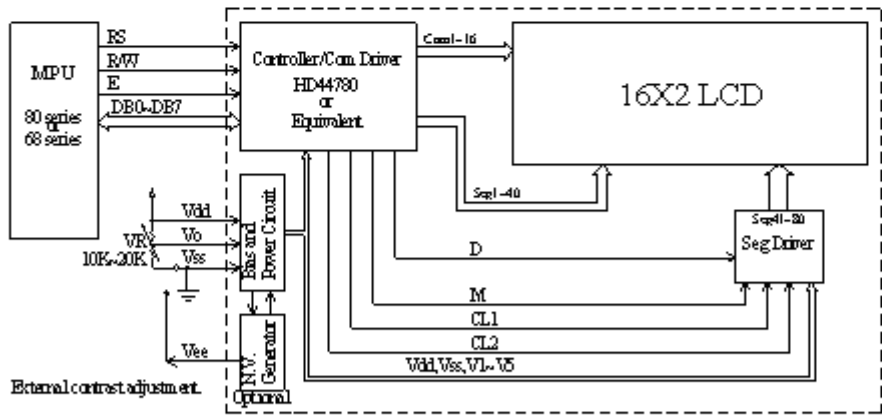 RS
R/W
E
DB0~DB7
MPU
80 series
or
68 series
Controller/Com Driver
HD44780
or
Equivalent
Com1~16
16X2 LCD
Seg1~40
Seg41~80
Seg Driver
D
M
CL1
CL2
Vdd,Vss,V1~V5
Vdd
Vo
Vss
VR
10K~20K
Bias and
Power Circuit
Vee
N.V.
Generator
Optional
External contrast adjustment.